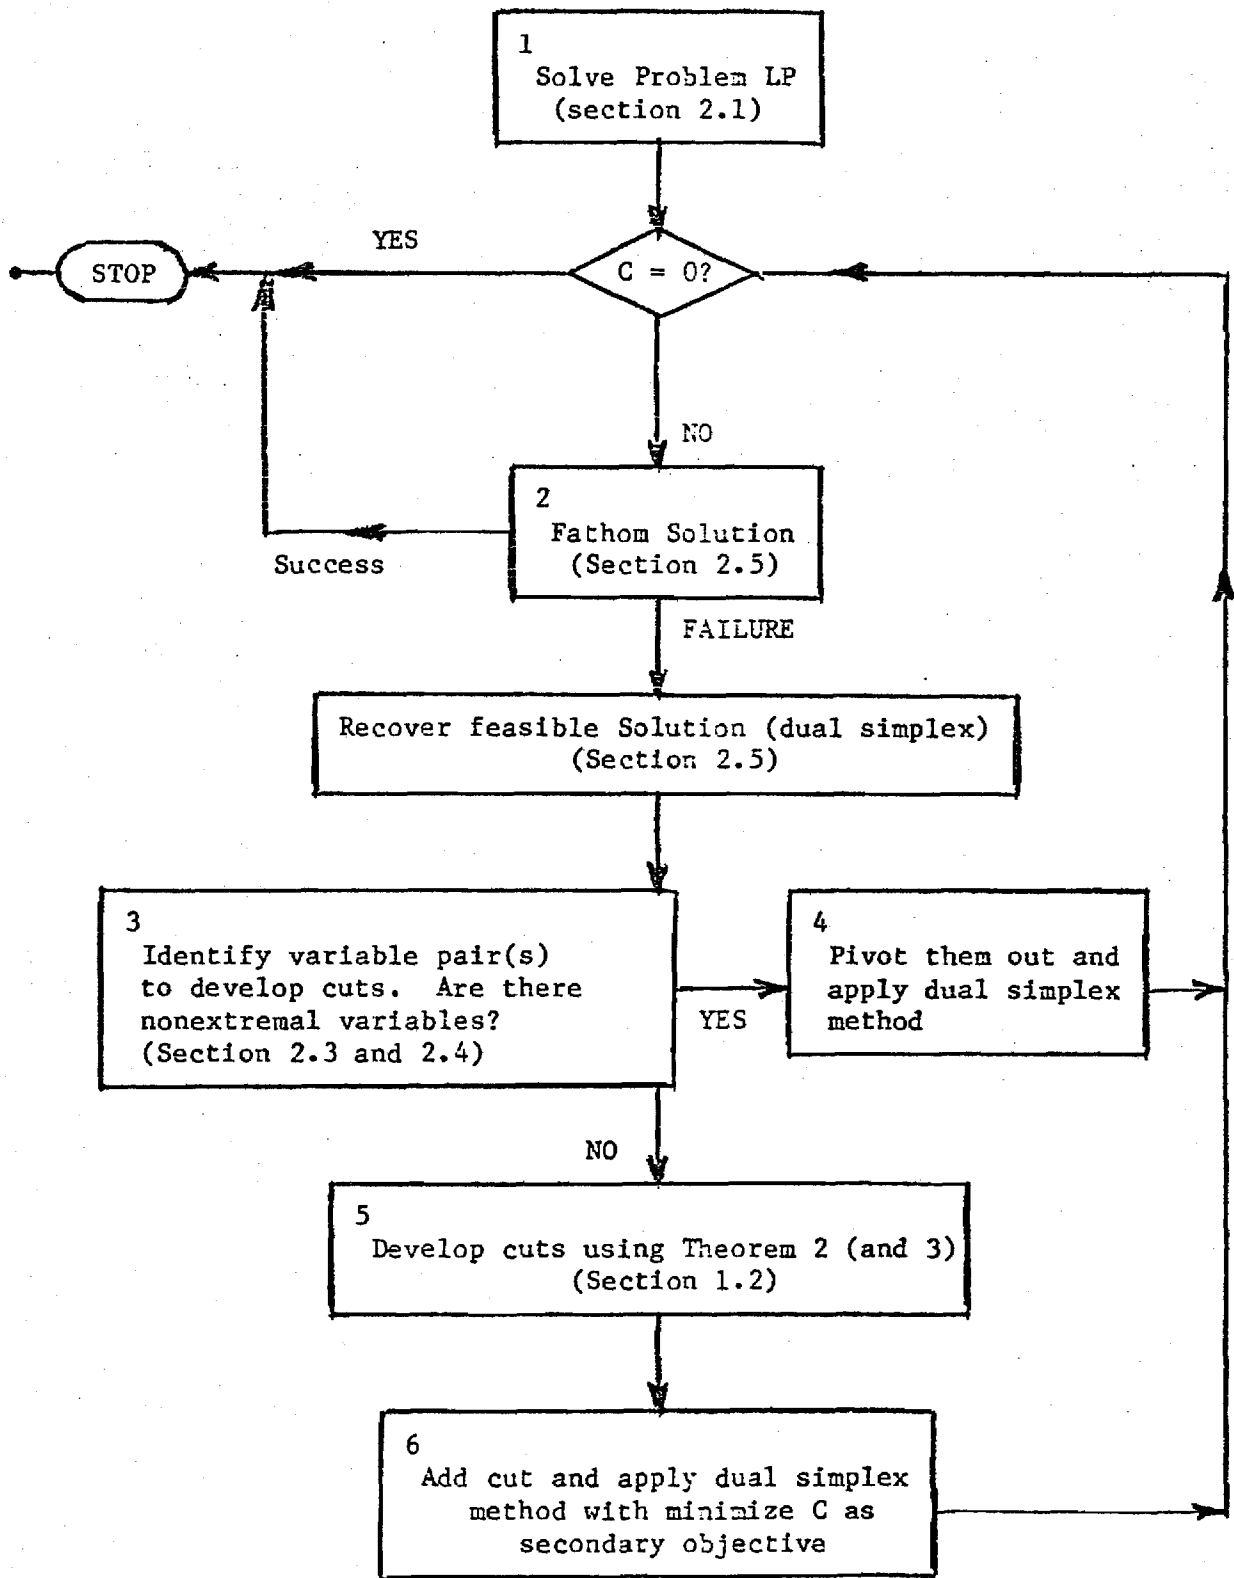 1
Solve Problem LP
(section 2.1)
YES
STOP
C = 0?
NO
2
Fathom Solution
(Section 2.5)
Success
FAILURE
Recover feasible Solution (dual simplex)
(Section 2.5)
3
Identify variable pair(s)
to develop cuts. Are there
nonextremal variables?
(Section 2.3 and 2.4)
YES
4
Pivot them out and
apply dual simplex
method
NO
5
Develop cuts using Theorem 2 (and 3)
(Section 1.2)
6
Add cut and apply dual simplex
method with minimize C as
secondary objective